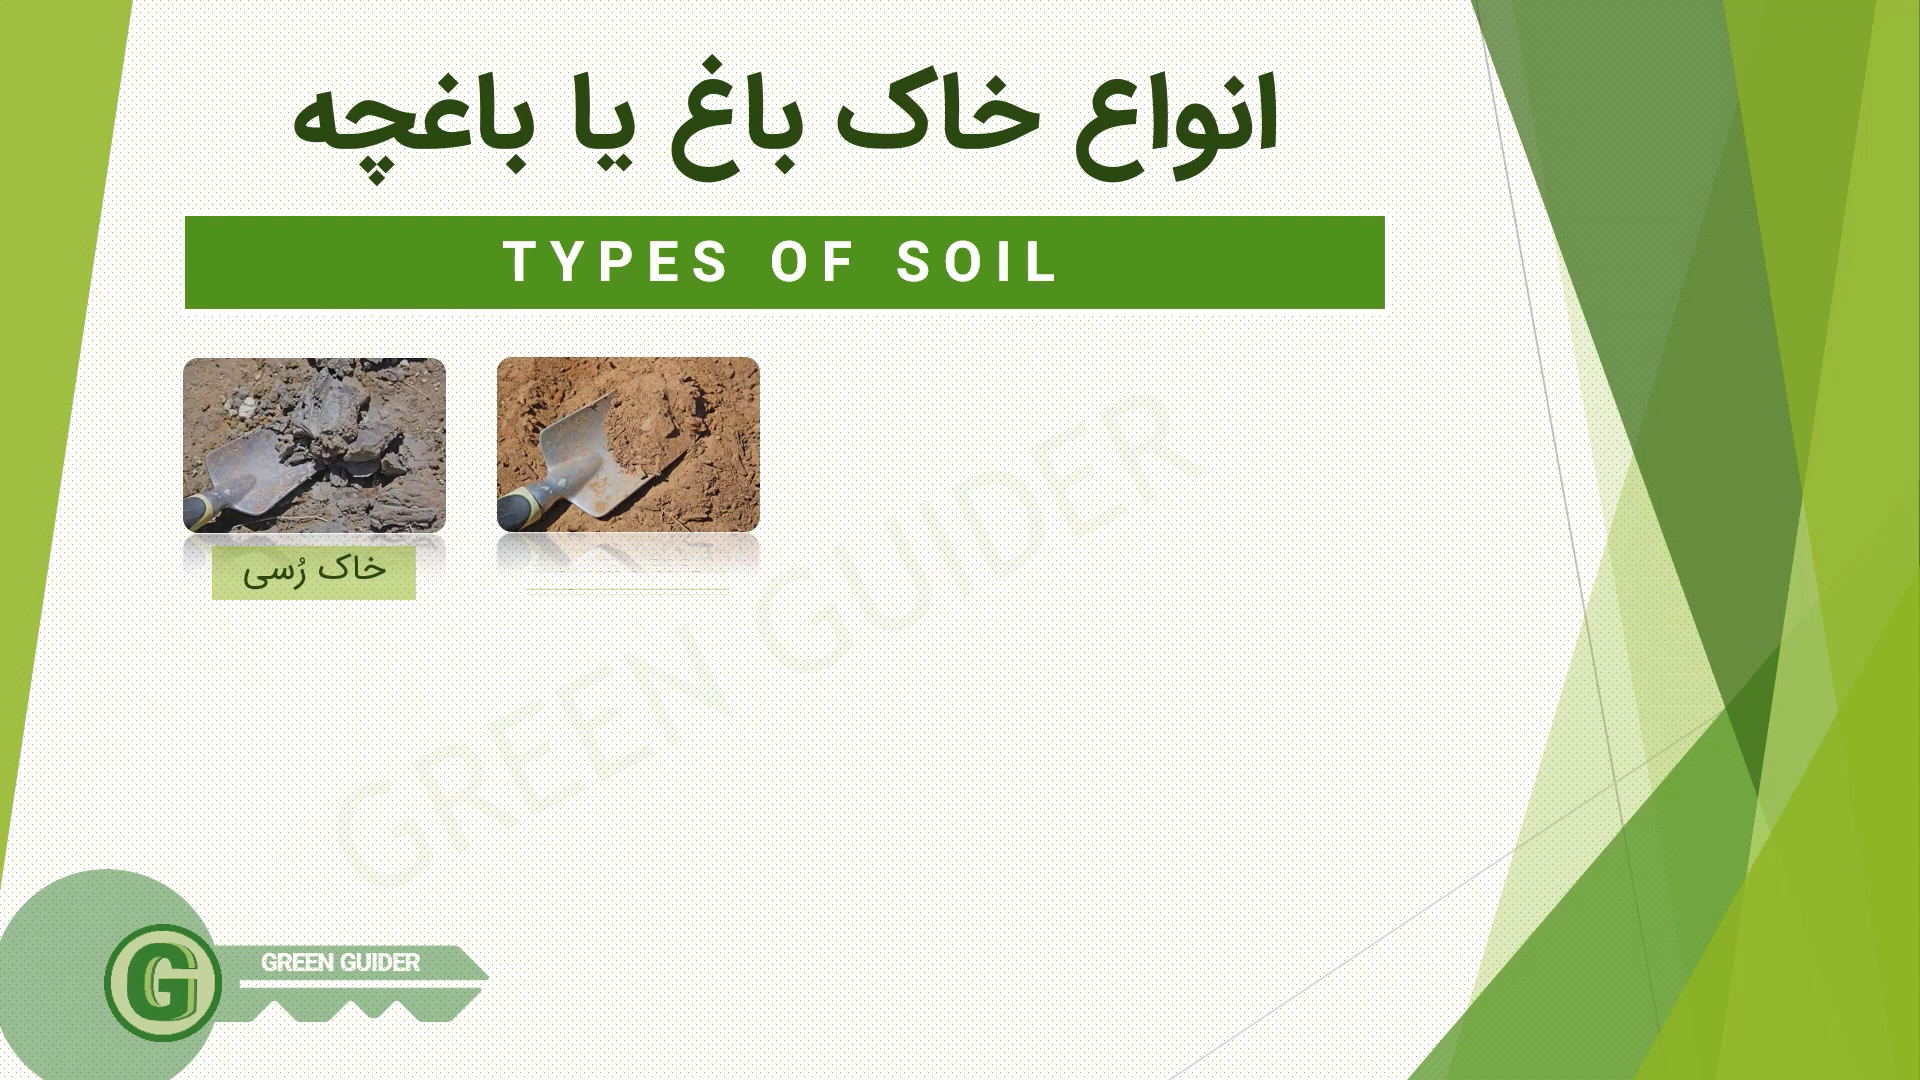 انواع خاک باغ یا باغچه
TYPES OF SOIL
خاک رُسی
GREEN GUIDER
G
GREEN GUIDER